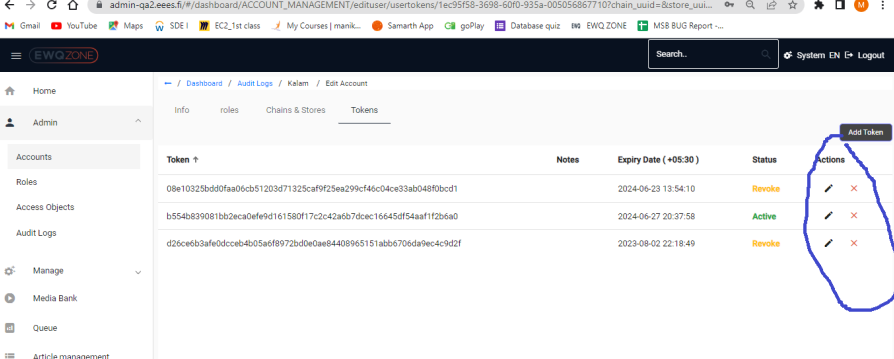 admin-qa2.eees.fi/#/dashboard/ACCOUNT_MANAGEMENT/edituser/usertokens/1ec95f58-3698-60f0-935a-005056867710?chain_uuid=&store_uui...
M
Gmail YouTube Maps SDE I EC2_1st class My Courses | manik... Samarth App goPlay Database quiz EWQ ZONE MSB BUG Report -...
EWQZONE
Search..
System EN Logout
Home
Admin
Accounts
Roles
Access Objects
Audit Logs
Manage
Media Bank
Queue
Article management
← / Dashboard / Audit Logs / Kalam / Edit Account
Info roles Chains & Stores Tokens
Add Token
Token ↑ Notes Expiry Date ( +05:30 ) Status Actions
08e10325bdd0faa06cb51203d71325caf9f25ea299cf46c04ce33ab048f0bcd1 2024-06-23 13:54:10 Revoke
b554b839081bb2eca0efe9d161580f17c2c42a6b7dcec16645df54aaf1f2b6a0 2024-06-27 20:37:58 Active
d26ce6b3afe0dcceb4b05a6f8972bd0e0ae84408965151abb6706da9ec4c9d2f 2023-08-02 22:18:49 Revoke